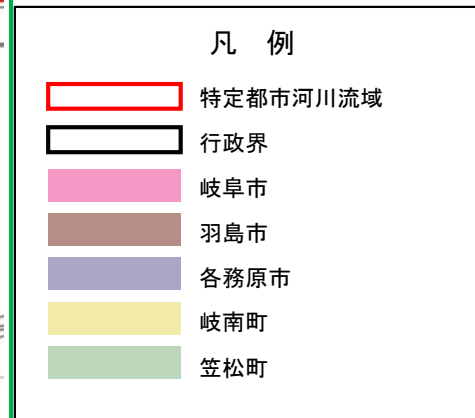 凡 例
特定都市河川流域
行政界
岐阜市
羽島市
各務原市
岐南町
笠松町